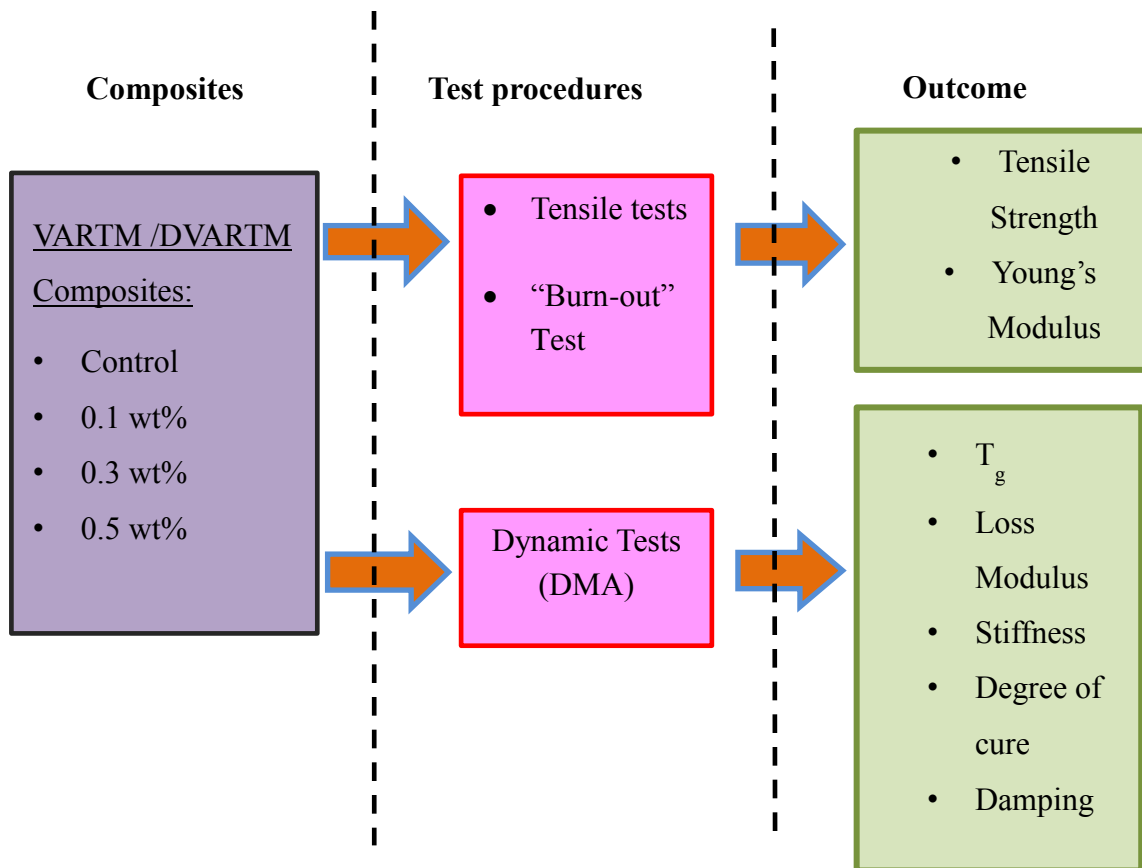 Composites
Test procedures
Outcome
VARTM /DVARTM
Composites:
• Control
• 0.1 wt%
• 0.3 wt%
• 0.5 wt%
• Tensile tests
• “Burn-out”
Test
Dynamic Tests
(DMA)
• Tensile
Strength
• Young’s
Modulus
• Tg
• Loss
Modulus
• Stiffness
• Degree of
cure
• Damping